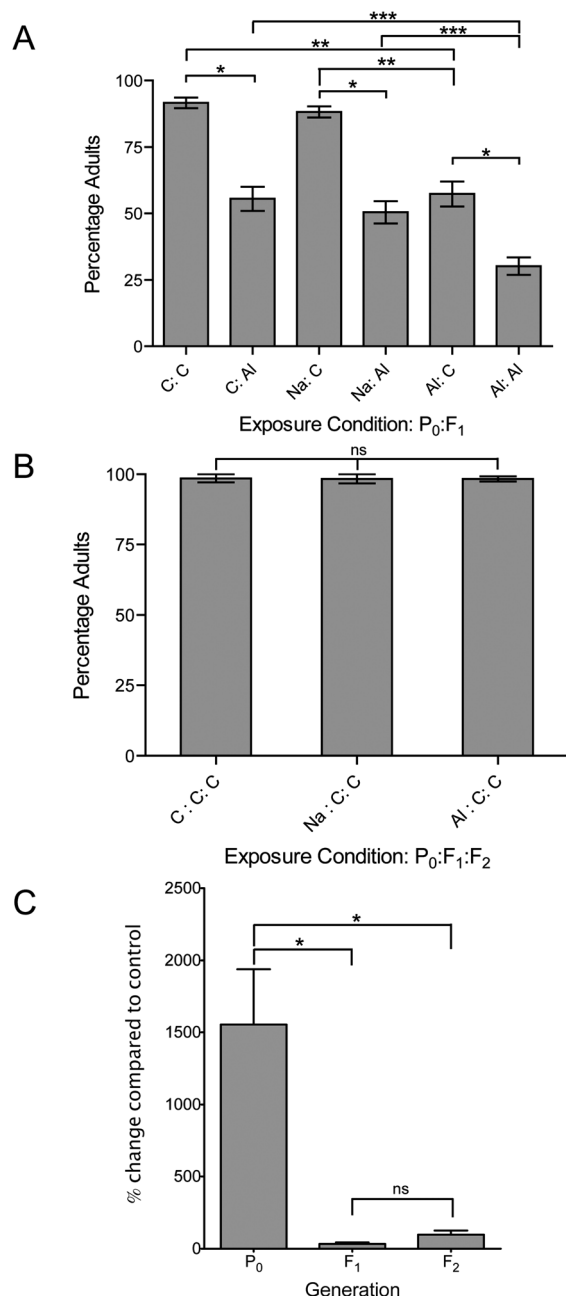 A
***
**
***
*
**
*
*
100
75
50
25
0
Percentage Adults
C: C
C: Al
Na: C
Na: Al
Al: C
Al: Al
Exposure Condition: P0:F1
B
ns
100
75
50
25
0
Percentage Adults
C : C: C
Na : C: C
Al : C: C
Exposure Condition: P0:F1:F2
C
2500
2000
1500
1000
500
0
% change compared to control
*
*
ns
P0
F1
F2
Generation